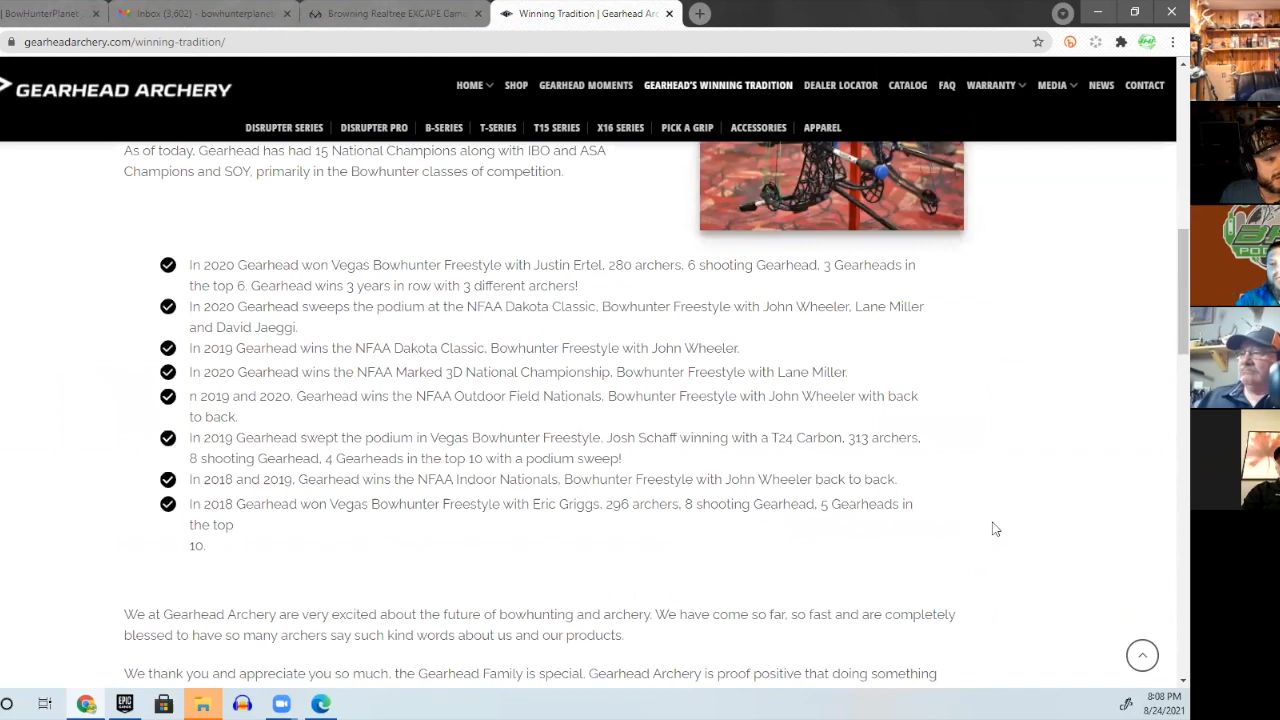 BowHunterPlanet
Inbox (3,602) - bowhunterplanet
Browning Realtree EXCAPE Camo
Winning Tradition | Gearhead Arc
gearheadarchery.com/winning-tradition/
GEARHEAD ARCHERY
HOME SHOP GEARHEAD MOMENTS GEARHEAD'S WINNING TRADITION DEALER LOCATOR CATALOG FAQ WARRANTY MEDIA NEWS CONTACT
DISRUPTER SERIES DISRUPTER PRO B-SERIES T-SERIES T15 SERIES X16 SERIES PICK A GRIP ACCESSORIES APPAREL
As of today, Gearhead has had 15 National Champions along with IBO and ASA
Champions and SOY, primarily in the Bowhunter classes of competition.
In 2020 Gearhead won Vegas Bowhunter Freestyle with Justin Ertel, 280 archers, 6 shooting Gearhead, 3 Gearheads in
the top 6. Gearhead wins 3 years in row with 3 different archers!
In 2020 Gearhead sweeps the podium at the NFAA Dakota Classic, Bowhunter Freestyle with John Wheeler, Lane Miller
and David Jaeggi.
In 2019 Gearhead wins the NFAA Dakota Classic, Bowhunter Freestyle with John Wheeler.
In 2020 Gearhead wins the NFAA Marked 3D National Championship, Bowhunter Freestyle with Lane Miller.
n 2019 and 2020, Gearhead wins the NFAA Outdoor Field Nationals, Bowhunter Freestyle with John Wheeler with back
to back.
In 2019 Gearhead swept the podium in Vegas Bowhunter Freestyle. Josh Schaff winning with a T24 Carbon, 313 archers,
8 shooting Gearhead, 4 Gearheads in the top 10 with a podium sweep!
In 2018 and 2019, Gearhead wins the NFAA Indoor Nationals, Bowhunter Freestyle with John Wheeler back to back.
In 2018 Gearhead won Vegas Bowhunter Freestyle with Eric Griggs, 296 archers, 8 shooting Gearhead, 5 Gearheads in
the top
10.
We at Gearhead Archery are very excited about the future of bowhunting and archery. We have come so far, so fast and are completely
blessed to have so many archers say such kind words about us and our products.
We thank you and appreciate you so much, the Gearhead Family is special. Gearhead Archery is proof positive that doing something
EPIC
GAMES
8:08 PM
8/24/2021